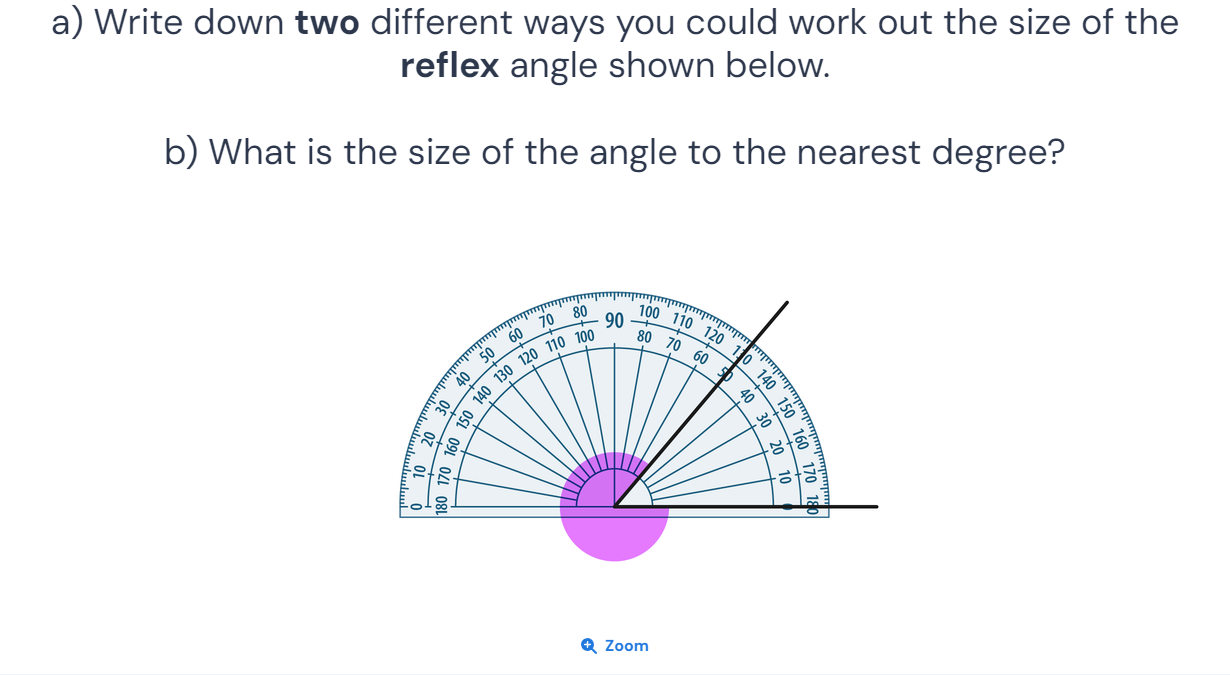 a) Write down two different ways you could work out the size of the
reflex angle shown below.
b) What is the size of the angle to the nearest degree?
0 10 20 30 40 50 60 70 80 90 100 110 120 130 140 150 160 170 180
180 170 160 150 140 130 120 110 100 80 70 60 50 40 30 20 10 0
Zoom